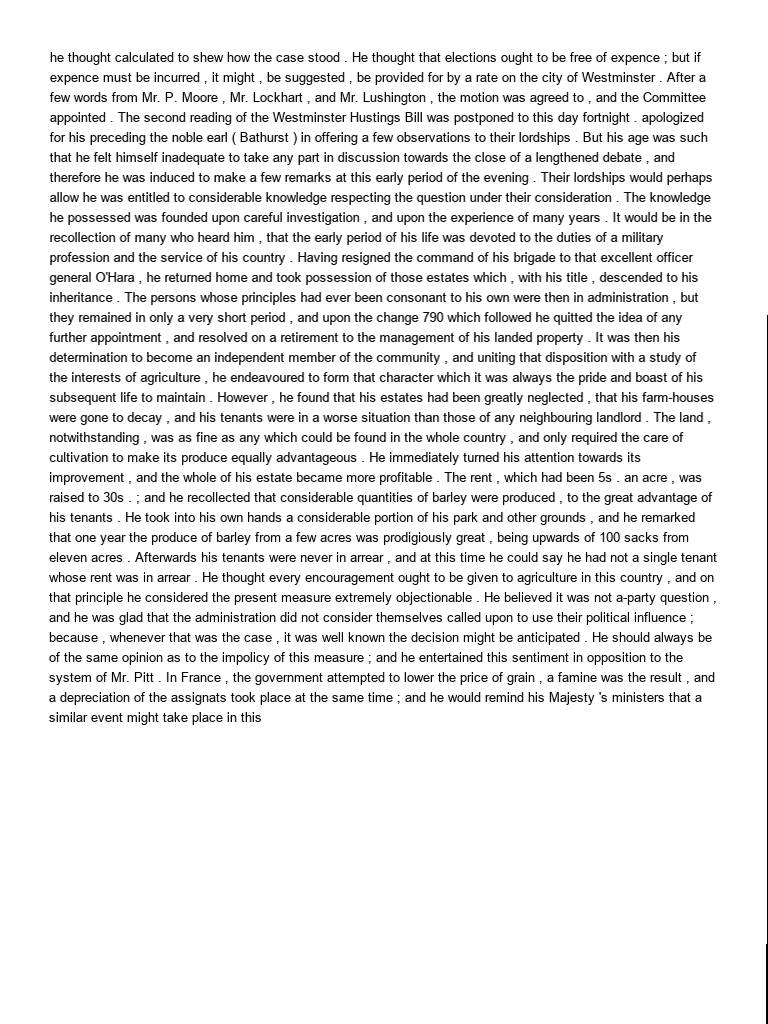 he thought calculated to shew how the case stood . He thought that elections ought to be free of expence ; but if
expence must be incurred , it might , be suggested , be provided for by a rate on the city of Westminster . After a
few words from Mr. P. Moore , Mr. Lockhart , and Mr. Lushington , the motion was agreed to , and the Committee
appointed . The second reading of the Westminster Hustings Bill was postponed to this day fortnight . apologized
for his preceding the noble earl ( Bathurst ) in offering a few observations to their lordships . But his age was such
that he felt himself inadequate to take any part in discussion towards the close of a lengthened debate , and
therefore he was induced to make a few remarks at this early period of the evening . Their lordships would perhaps
allow he was entitled to considerable knowledge respecting the question under their consideration . The knowledge
he possessed was founded upon careful investigation , and upon the experience of many years . It would be in the
recollection of many who heard him , that the early period of his life was devoted to the duties of a military
profession and the service of his country . Having resigned the command of his brigade to that excellent officer
general O'Hara , he returned home and took possession of those estates which , with his title , descended to his
inheritance . The persons whose principles had ever been consonant to his own were then in administration , but
they remained in only a very short period , and upon the change 790 which followed he quitted the idea of any
further appointment , and resolved on a retirement to the management of his landed property . It was then his
determination to become an independent member of the community , and uniting that disposition with a study of
the interests of agriculture , he endeavoured to form that character which it was always the pride and boast of his
subsequent life to maintain . However , he found that his estates had been greatly neglected , that his farm-houses
were gone to decay , and his tenants were in a worse situation than those of any neighbouring landlord . The land ,
notwithstanding , was as fine as any which could be found in the whole country , and only required the care of
cultivation to make its produce equally advantageous . He immediately turned his attention towards its
improvement , and the whole of his estate became more profitable . The rent , which had been 5s . an acre , was
raised to 30s . ; and he recollected that considerable quantities of barley were produced , to the great advantage of
his tenants . He took into his own hands a considerable portion of his park and other grounds , and he remarked
that one year the produce of barley from a few acres was prodigiously great , being upwards of 100 sacks from
eleven acres . Afterwards his tenants were never in arrear , and at this time he could say he had not a single tenant
whose rent was in arrear . He thought every encouragement ought to be given to agriculture in this country , and on
that principle he considered the present measure extremely objectionable . He believed it was not a-party question ,
and he was glad that the administration did not consider themselves called upon to use their political influence ;
because , whenever that was the case , it was well known the decision might be anticipated . He should always be
of the same opinion as to the impolicy of this measure ; and he entertained this sentiment in opposition to the
system of Mr. Pitt . In France , the government attempted to lower the price of grain , a famine was the result , and
a depreciation of the assignats took place at the same time ; and he would remind his Majesty 's ministers that a
similar event might take place in this